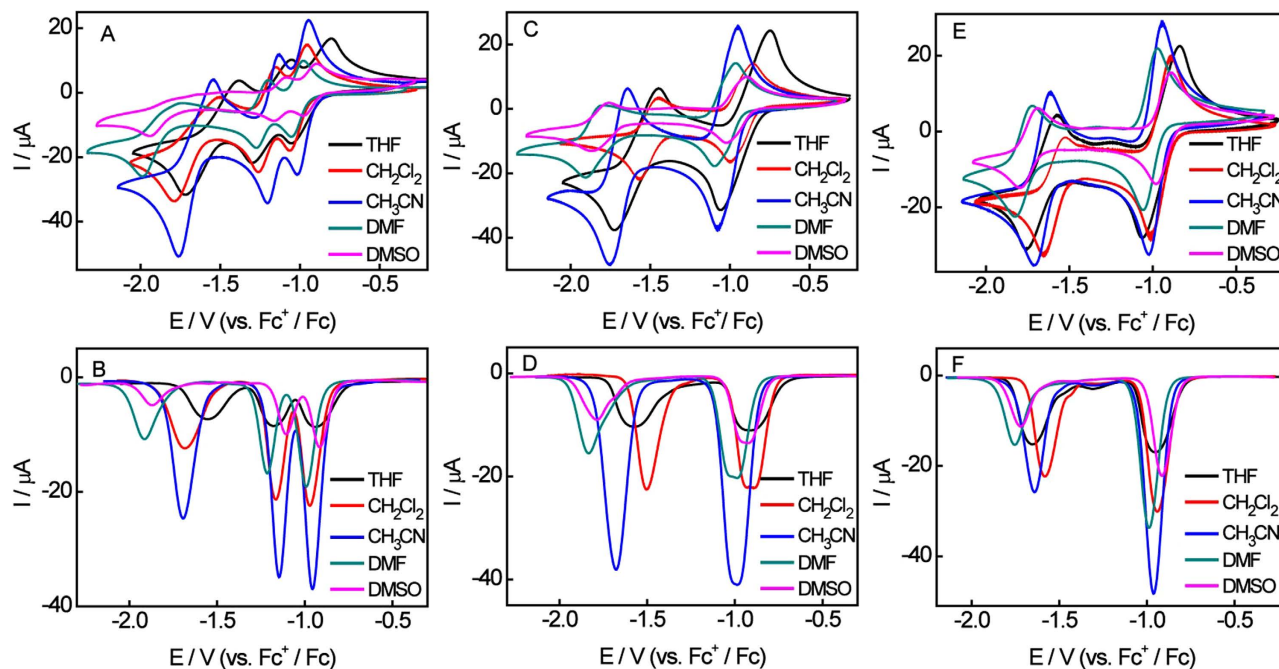 A
20
0
-20
-40
I / µA
THF
CH₂Cl₂
CH₃CN
DMF
DMSO
-2.0 -1.5 -1.0 -0.5
E / V (vs. Fc⁺ / Fc)
C
20
0
-20
-40
I / µA
THF
CH₂Cl₂
CH₃CN
DMF
DMSO
-2.0 -1.5 -1.0 -0.5
E / V (vs. Fc⁺/ Fc)
E
20
0
-20
I / µA
THF
CH₂Cl₂
CH₃CN
DMF
DMSO
-2.0 -1.5 -1.0 -0.5
E / V (vs. Fc⁺ / Fc)
B
0
-20
-40
I / µA
THF
CH₂Cl₂
CH₃CN
DMF
DMSO
-2.0 -1.5 -1.0 -0.5
E / V (vs. Fc⁺ / Fc)
D
0
-20
-40
I / µA
THF
CH₂Cl₂
CH₃CN
DMF
DMSO
-2.0 -1.5 -1.0 -0.5
E / V (vs. Fc⁺ / Fc)
F
0
-20
-40
I / µA
THF
CH₂Cl₂
CH₃CN
DMF
DMSO
-2.0 -1.5 -1.0 -0.5
E / V (vs. Fc⁺ / Fc)